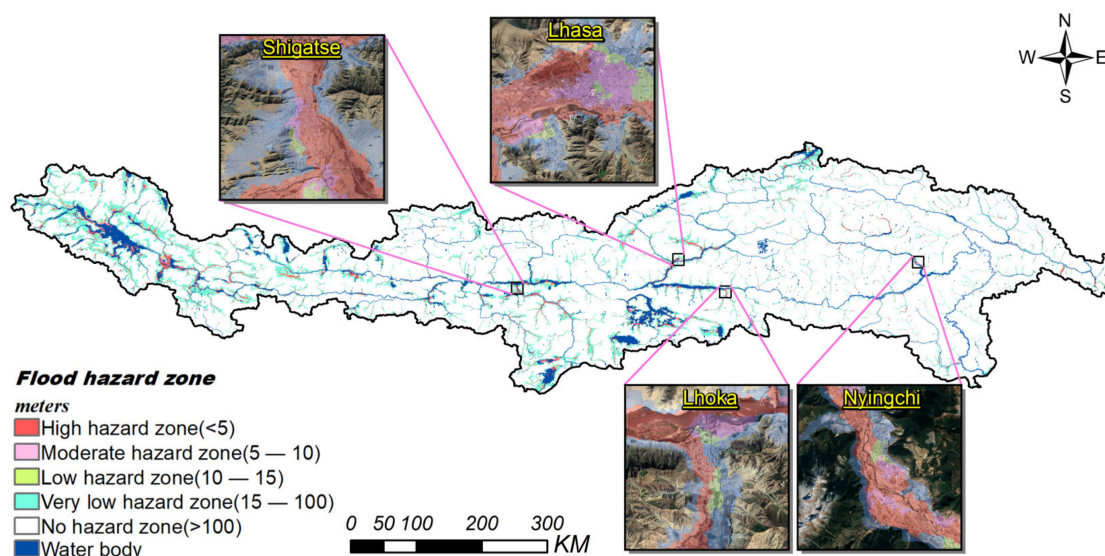 Shigatse
Lhasa
N
W E
S
Flood hazard zone
meters
High hazard zone(<5)
Moderate hazard zone(5 — 10)
Low hazard zone(10 — 15)
Very low hazard zone(15 — 100)
No hazard zone(>100)
Water body
0 50 100 200 300
KM
Lhoka
Nyingchi